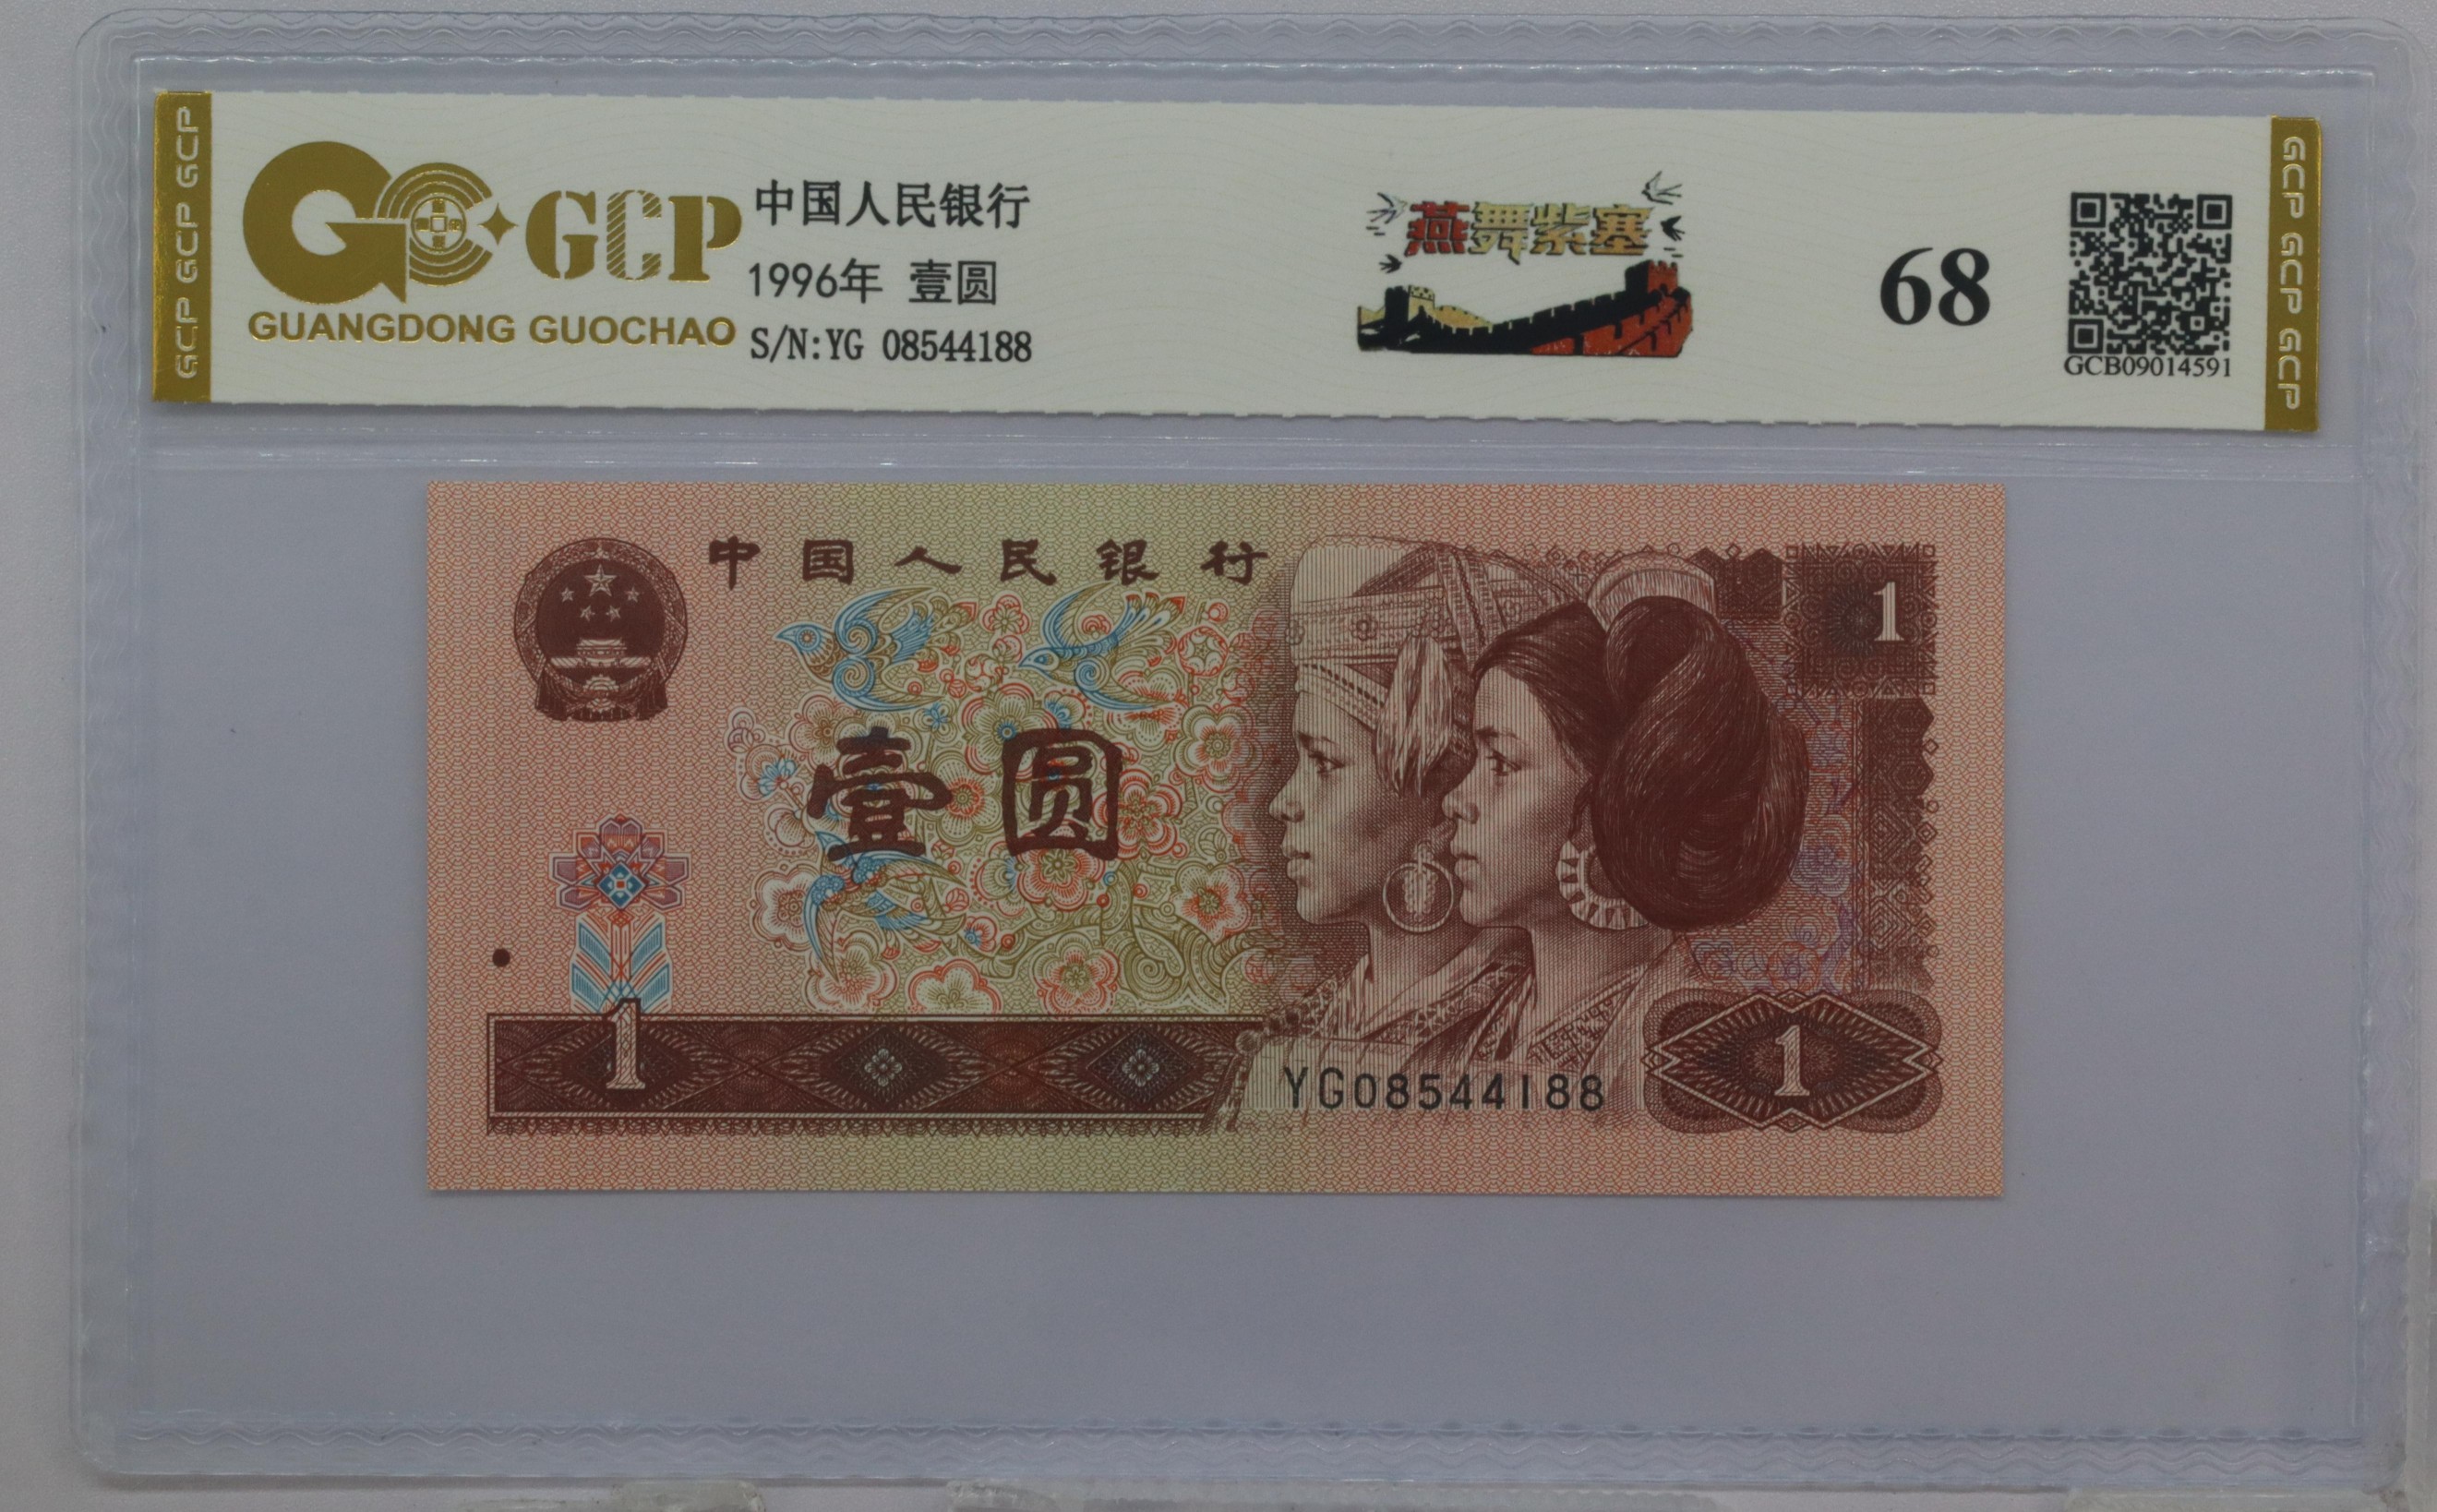 GCP GCP GCP
GCP
GUANGDONG GUOCHAO
中国人民银行
1996年 壹圆
S/N:YG 08544188
燕舞紫塞
68
GCB09014591
GCP GCP GCP
中国人民银行
1
壹圆
1
YG08544188
1